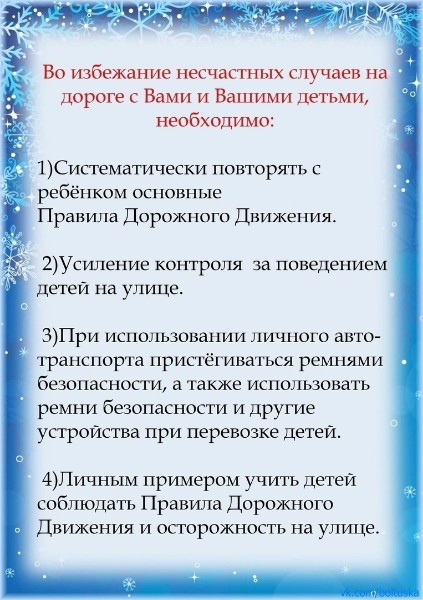 Во избежание несчастных случаев на
дороге с Вами и Вашими детьми,
необходимо:
1)Систематически повторять с
ребёнком основные
Правила Дорожного Движения.
2)Усиление контроля за поведением
детей на улице.
3)При использовании личного авто-
транспорта пристёгиваться ремнями
безопасности, а также использовать
ремни безопасности и другие
устройства при перевозке детей.
4)Личным примером учить детей
соблюдать Правила Дорожного
Движения и осторожность на улице.